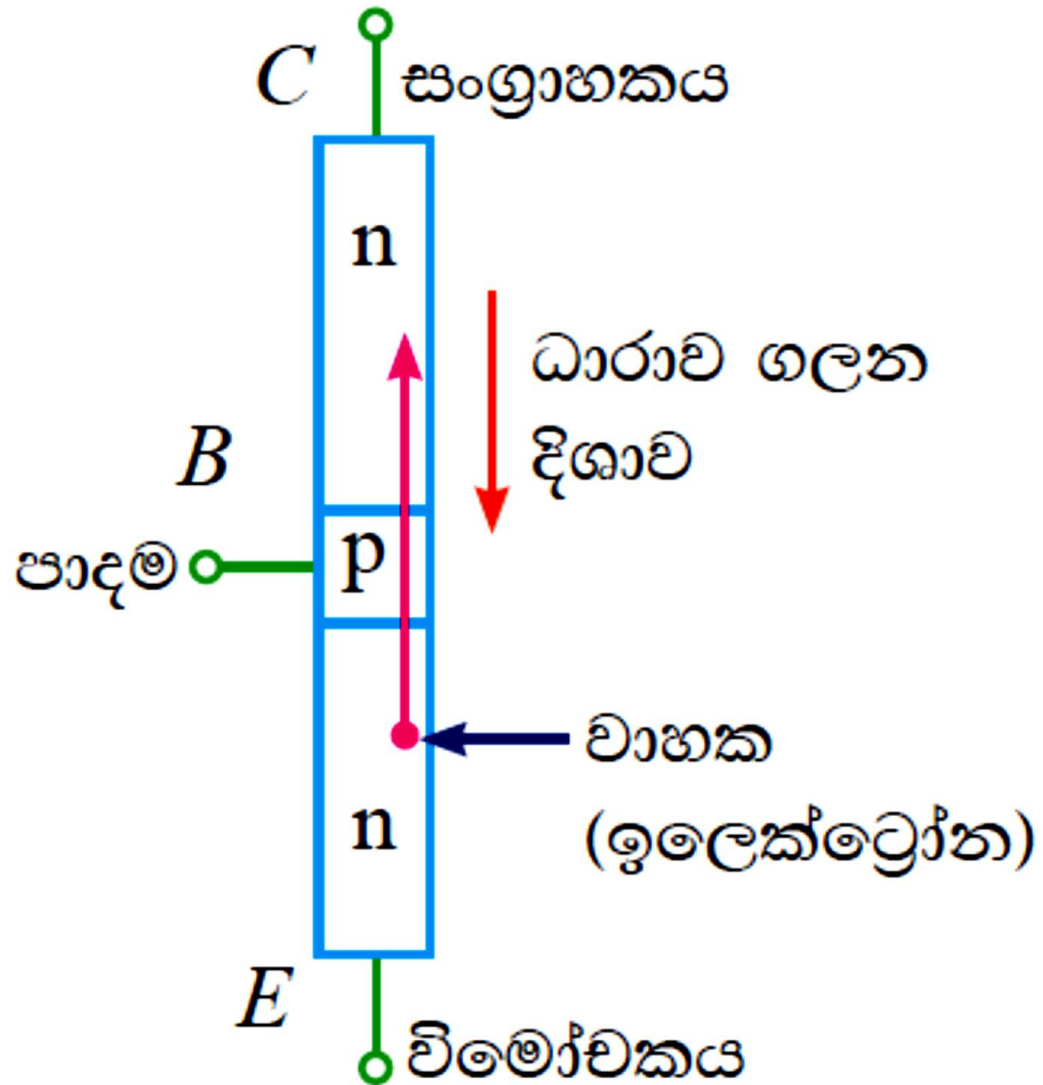 C
සංග්‍රාහකය
n
ධාරාව ගලන
දිශාව
B
p
පාදම
වාහක
(ඉලෙක්ට්‍රෝන)
n
E
විමෝචකය